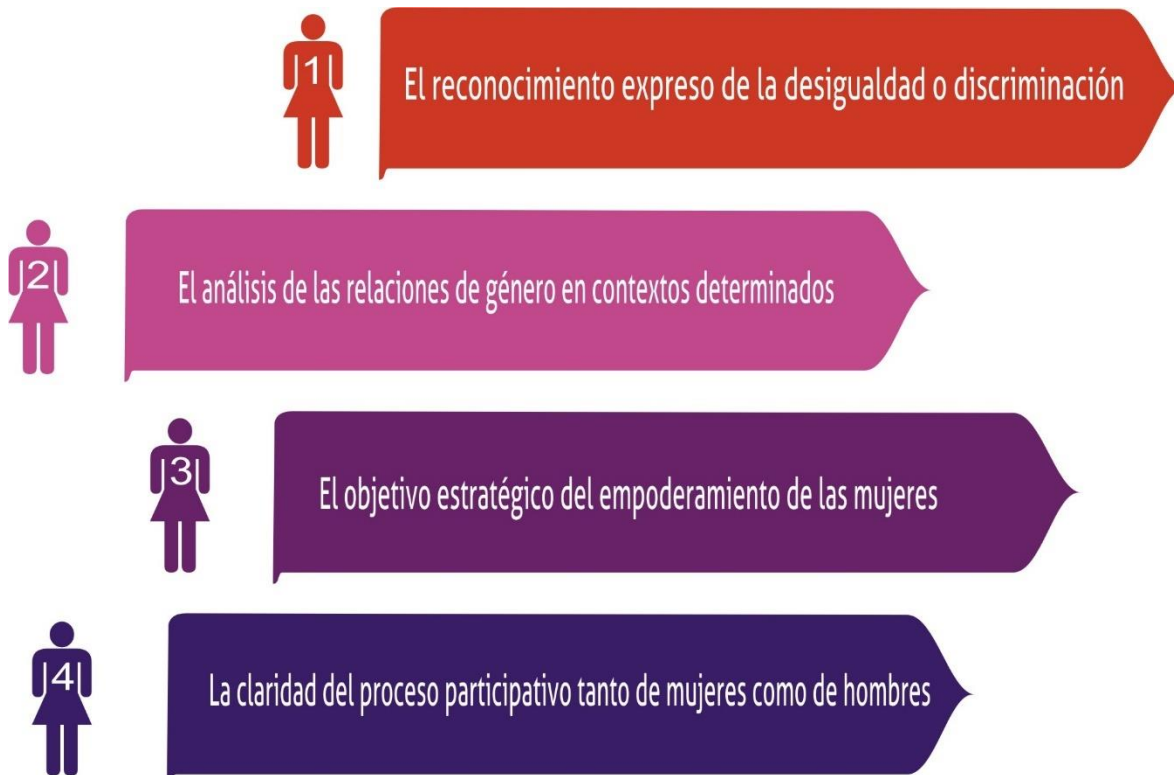 1
El reconocimiento expreso de la desigualdad o discriminación
2
El análisis de las relaciones de género en contextos determinados
3
El objetivo estratégico del empoderamiento de las mujeres
4
La claridad del proceso participativo tanto de mujeres como de hombres